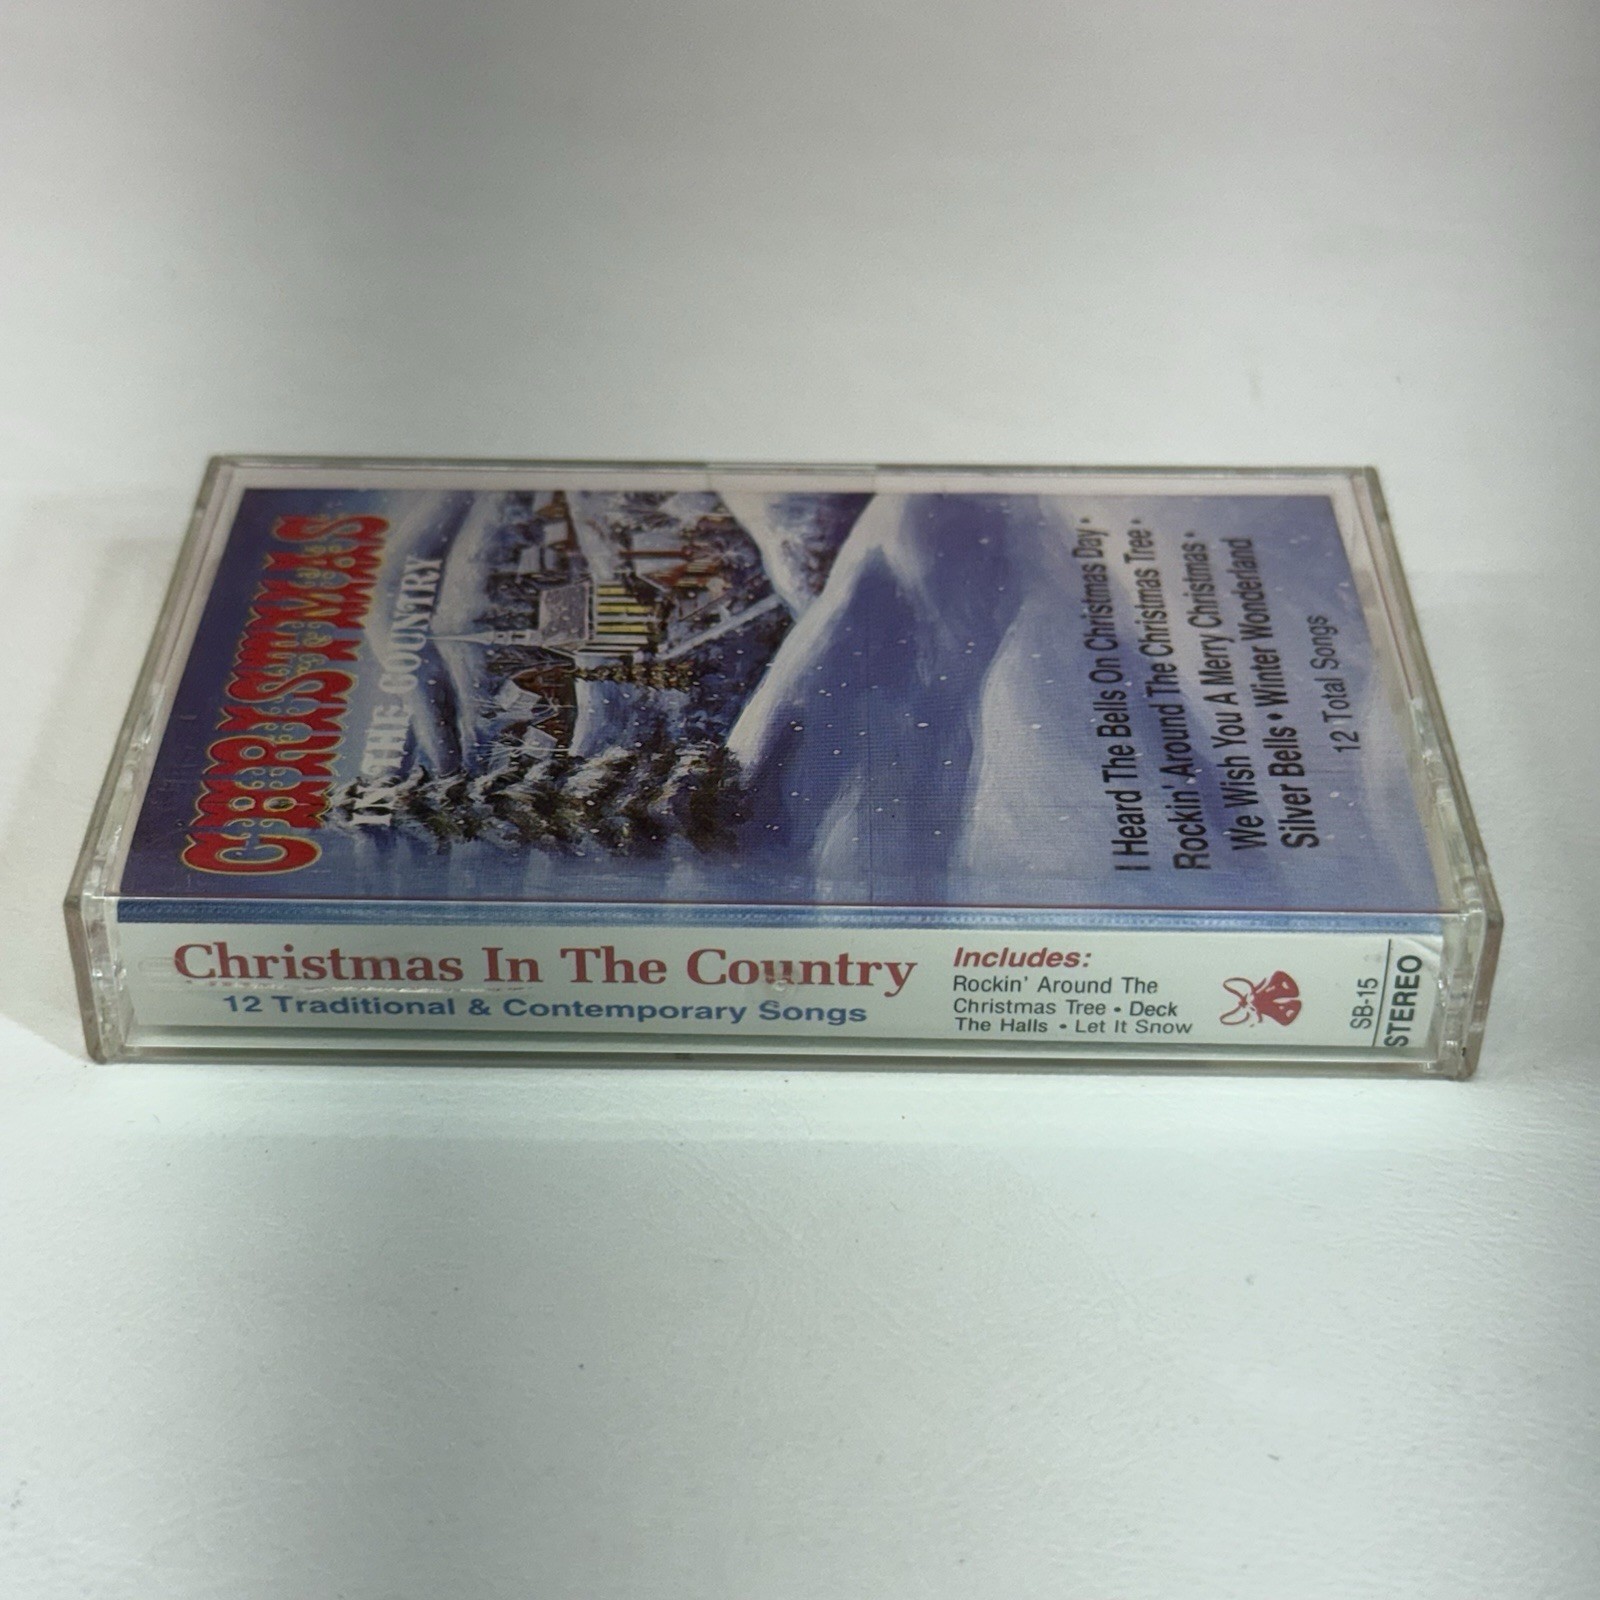 CHRISTMAS
IN THE COUNTRY
I Heard The Bells On Christmas Day •
Rockin' Around The Christmas Tree •
We Wish You A Merry Christmas •
Silver Bells • Winter Wonderland
12 Total Songs
Christmas In The Country
12 Traditional & Contemporary Songs
Includes:
Rockin' Around The
Christmas Tree • Deck
The Halls • Let It Snow
SB-15
STEREO